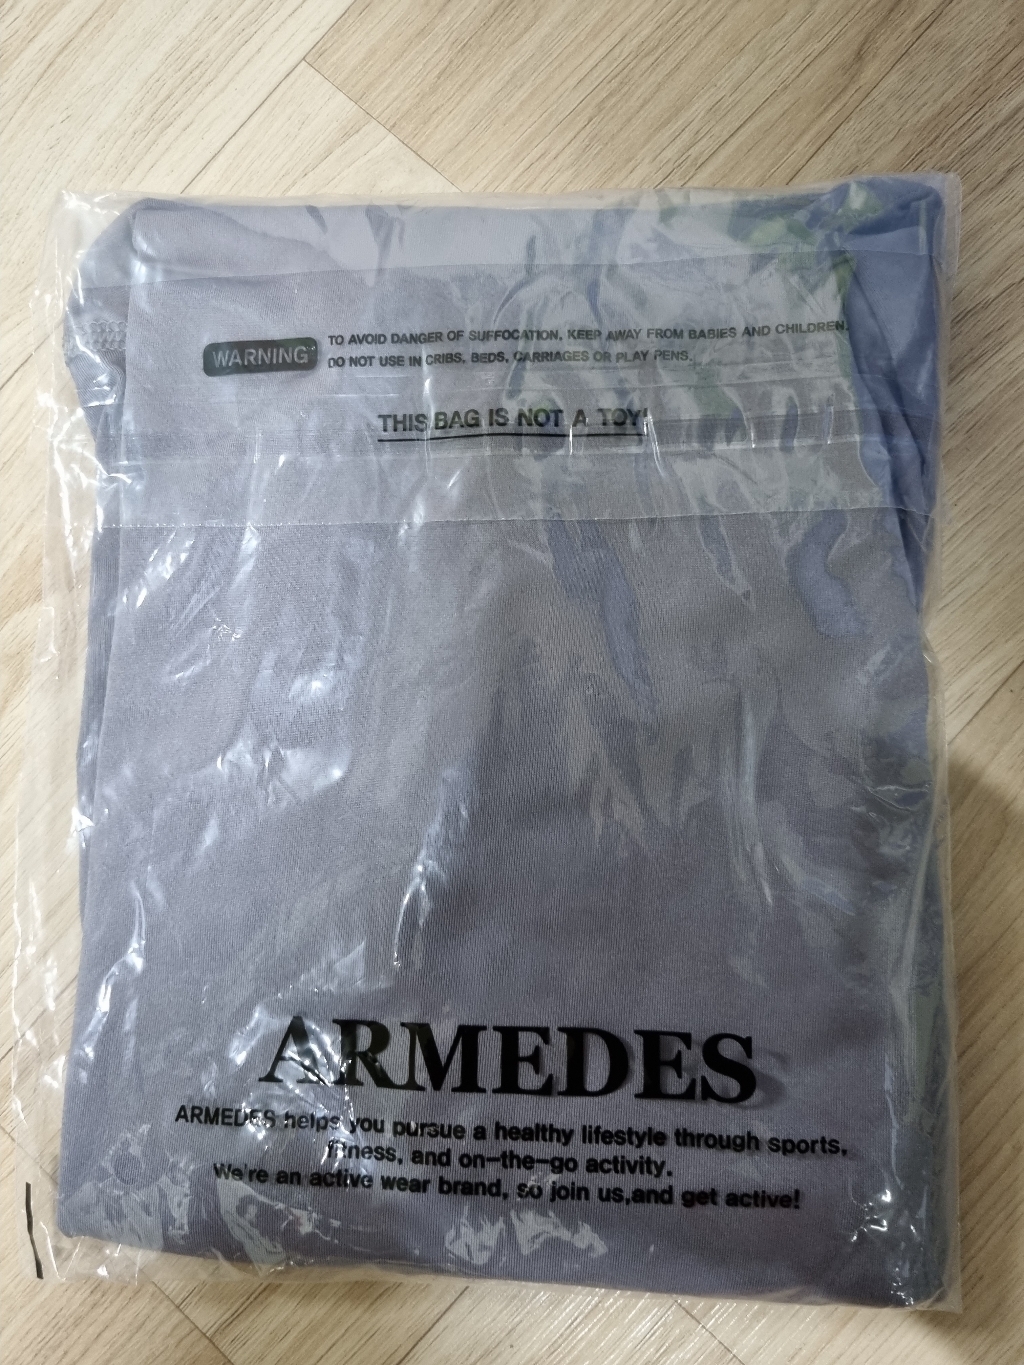 WARNING
TO AVOID DANGER OF SUFFOCATION, KEEP AWAY FROM BABIES AND CHILDREN.
DO NOT USE IN CRIBS, BEDS, CARRIAGES OR PLAY PENS.
THIS BAG IS NOT A TOY!
ARMEDES
ARMEDES helps you pursue a healthy lifestyle through sports,
fitness, and on-the-go activity.
We're an active wear brand, so join us,and get active!